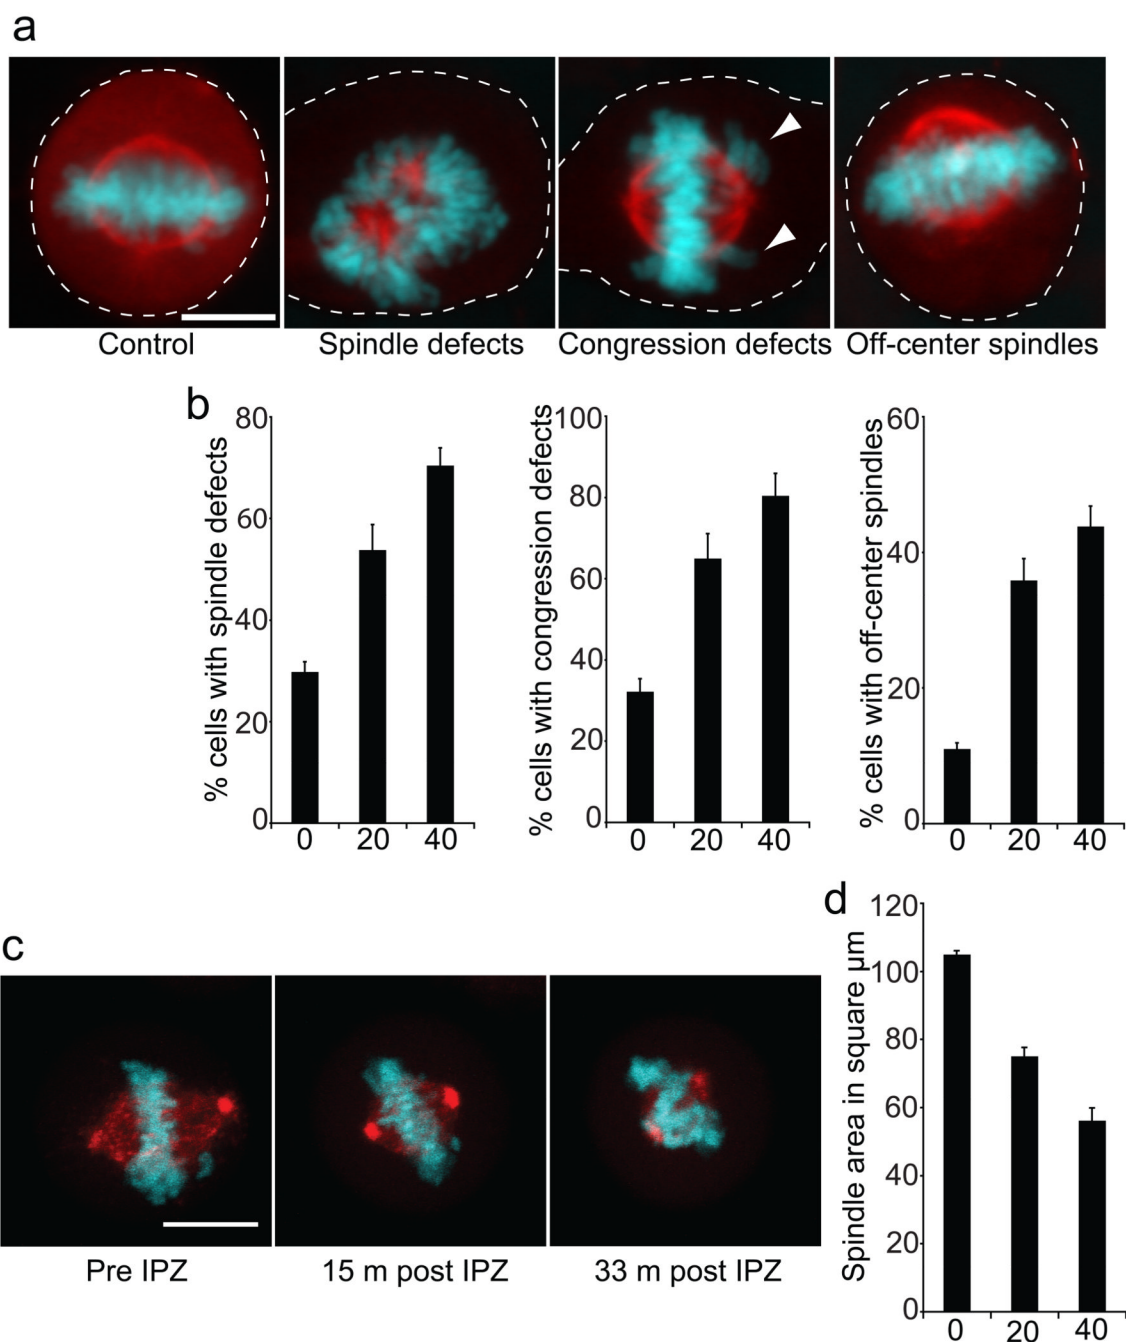 a
Control
Spindle defects
Congression defects
Off-center spindles
b
% cells with spindle defects
80
60
40
20
0
0 20 40
% cells with congression defects
100
80
60
40
20
0
0 20 40
% cells with off-center spindles
60
40
20
0
0 20 40
c
Pre IPZ
15 m post IPZ
33 m post IPZ
d
Spindle area in square µm
120
100
80
60
40
20
0
0 20 40